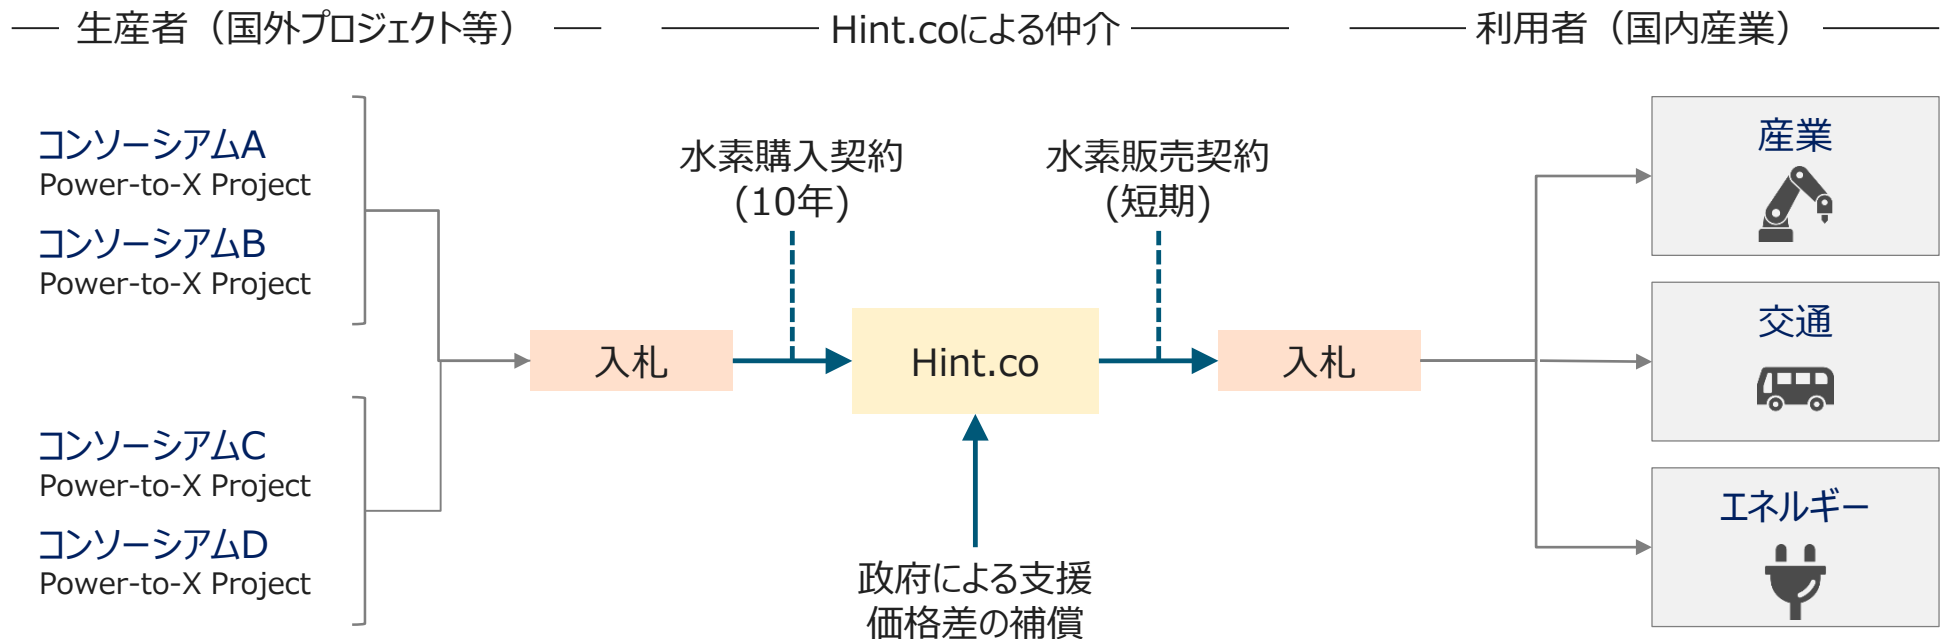 生産者（国外プロジェクト等）
Hint.coによる仲介
利用者（国内産業）
コンソーシアムA
Power-to-X Project
コンソーシアムB
Power-to-X Project
コンソーシアムC
Power-to-X Project
コンソーシアムD
Power-to-X Project
入札
水素購入契約
(10年)
Hint.co
政府による支援
価格差の補償
水素販売契約
(短期)
入札
産業
交通
エネルギー